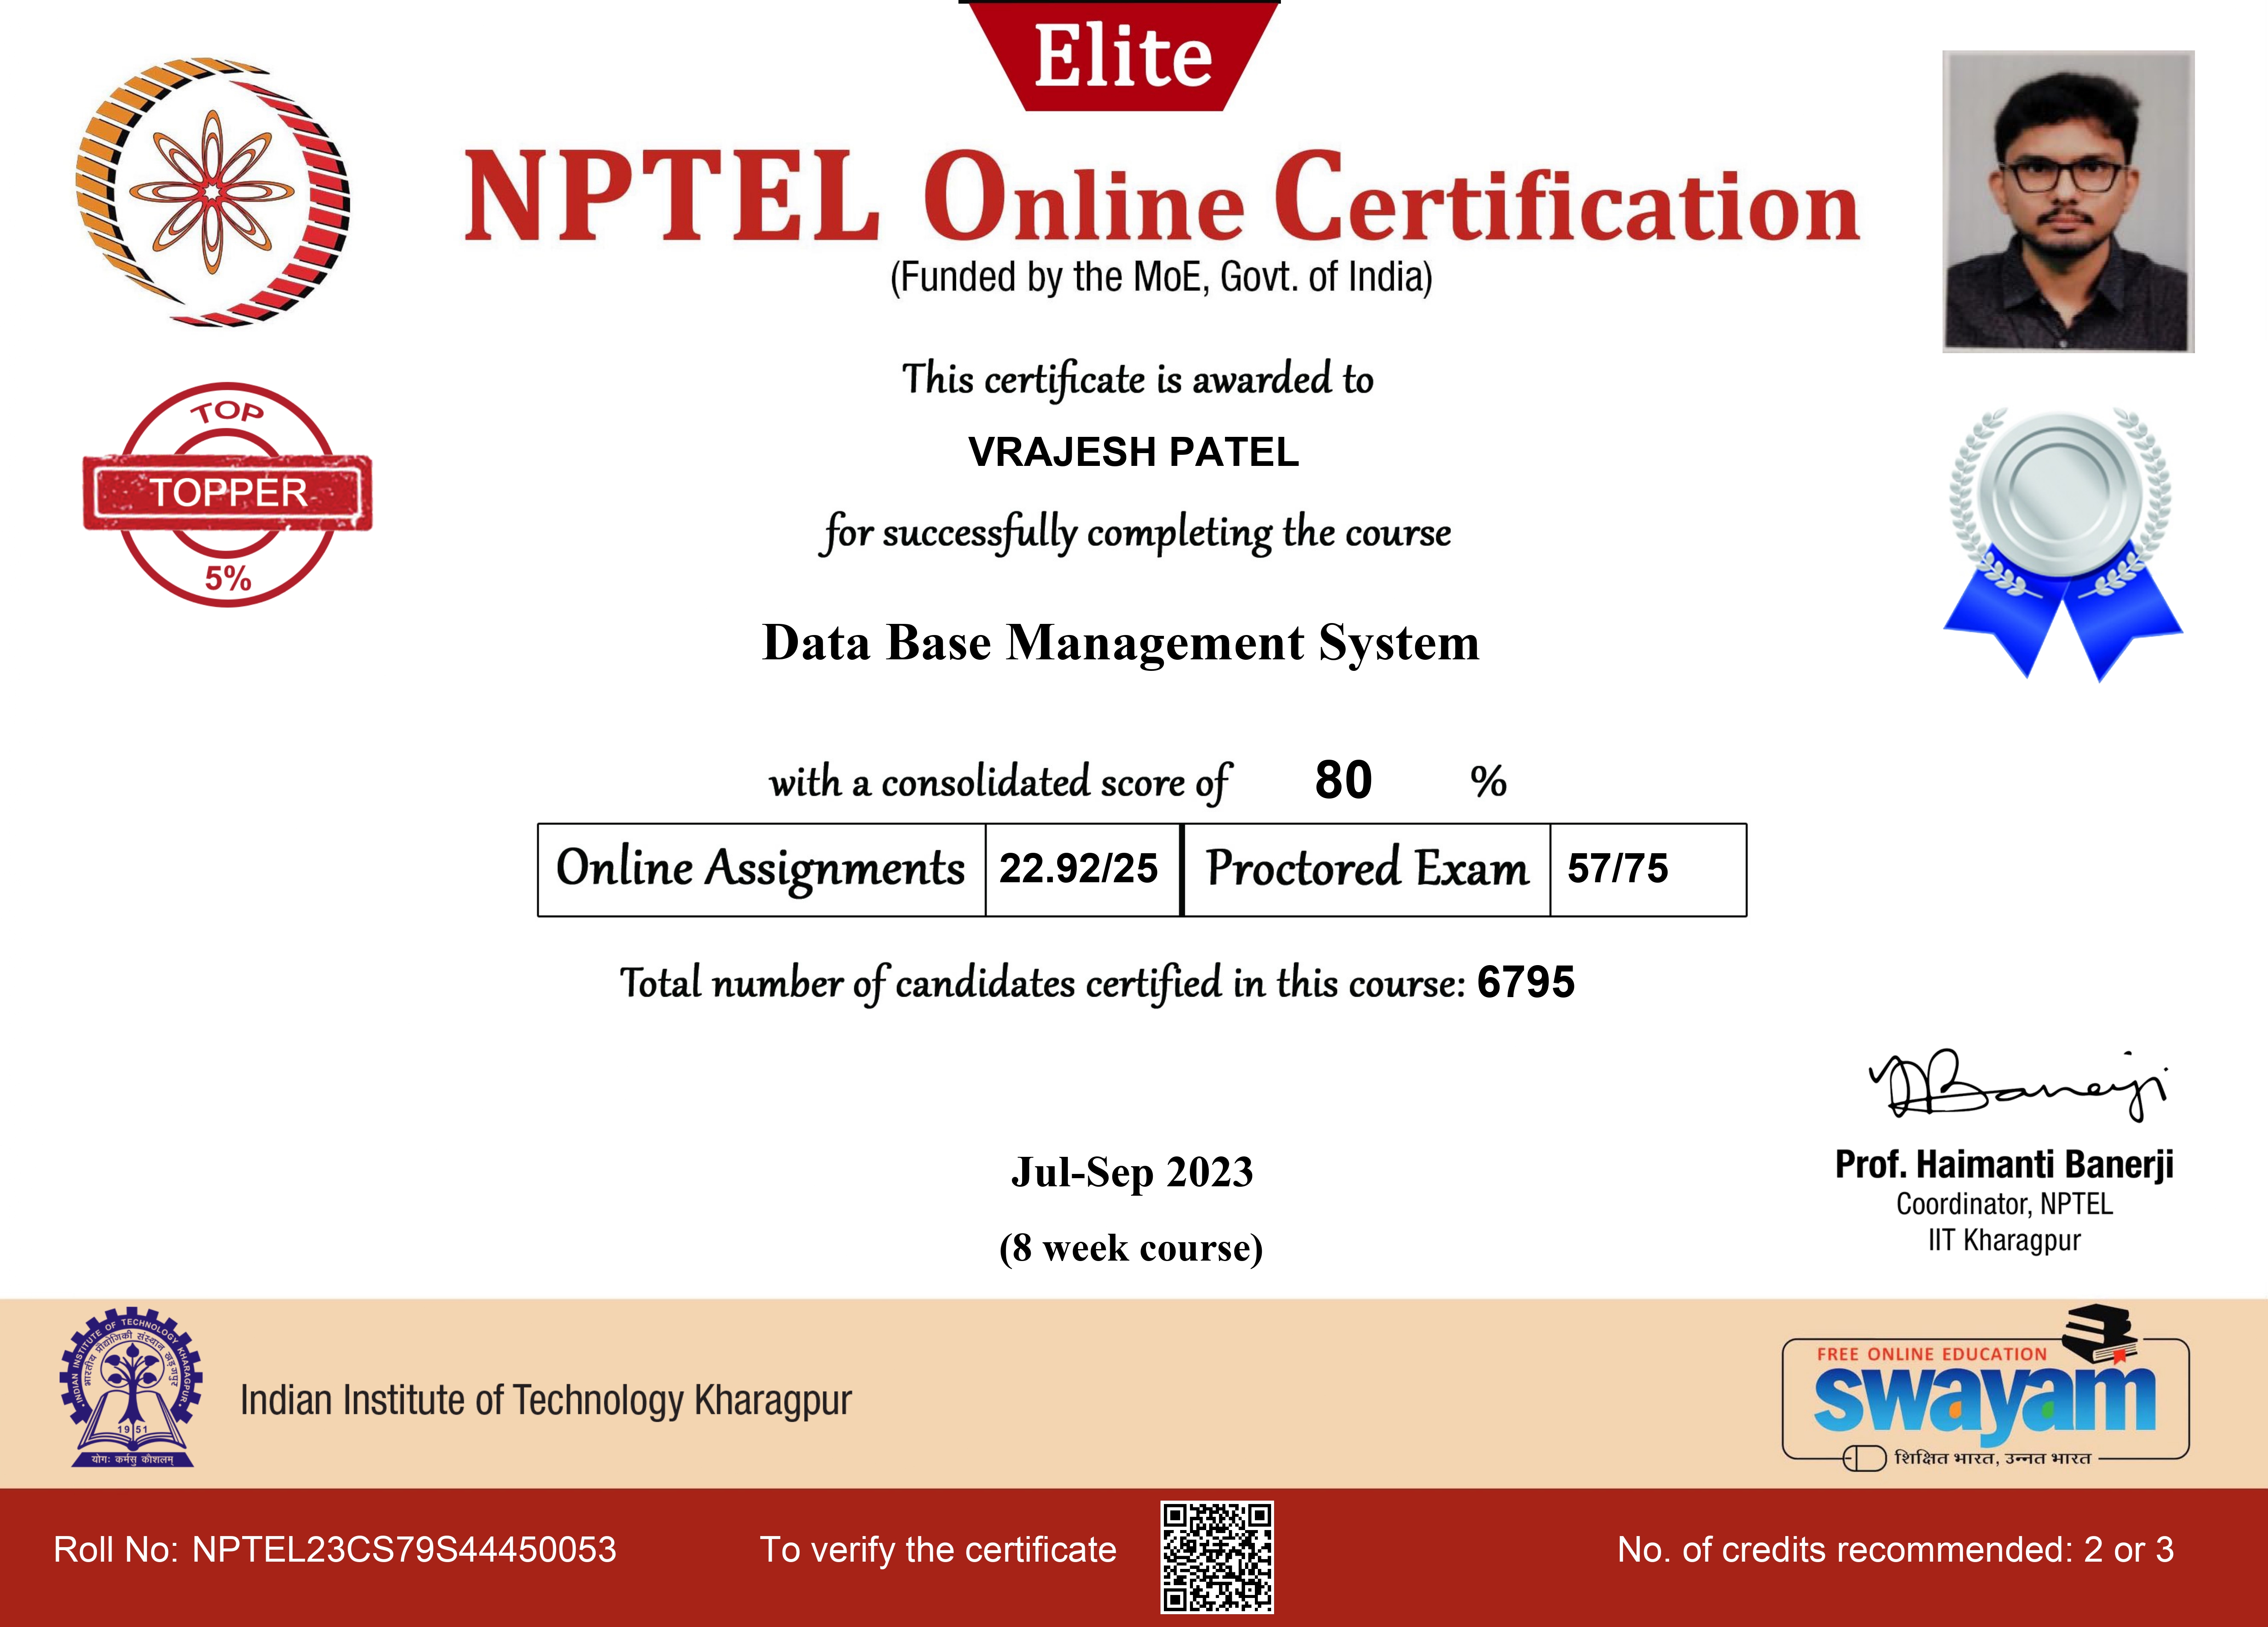 Elite
NPTEL Online Certification
(Funded by the MoE, Govt. of India)
This certificate is awarded to
VRAJESH PATEL
for successfully completing the course
TOP
TOPPER
5%
Data Base Management System
with a consolidated score of 80 %
Online Assignments 22.92/25 Proctored Exam 57/75
Total number of candidates certified in this course: 6795
Banerji
Prof. Haimanti Banerji
Coordinator, NPTEL
IIT Kharagpur
Jul-Sep 2023
(8 week course)
INDIAN INSTITUTE OF TECHNOLOGY KHARAGPUR
भारतीय प्रौद्योगिकी संस्थान खड़गपुर
1951
योगः कर्मसु कौशलम्
Indian Institute of Technology Kharagpur
FREE ONLINE EDUCATION
swayam
शिक्षित भारत, उन्नत भारत
Roll No: NPTEL23CS79S44450053 To verify the certificate No. of credits recommended: 2 or 3